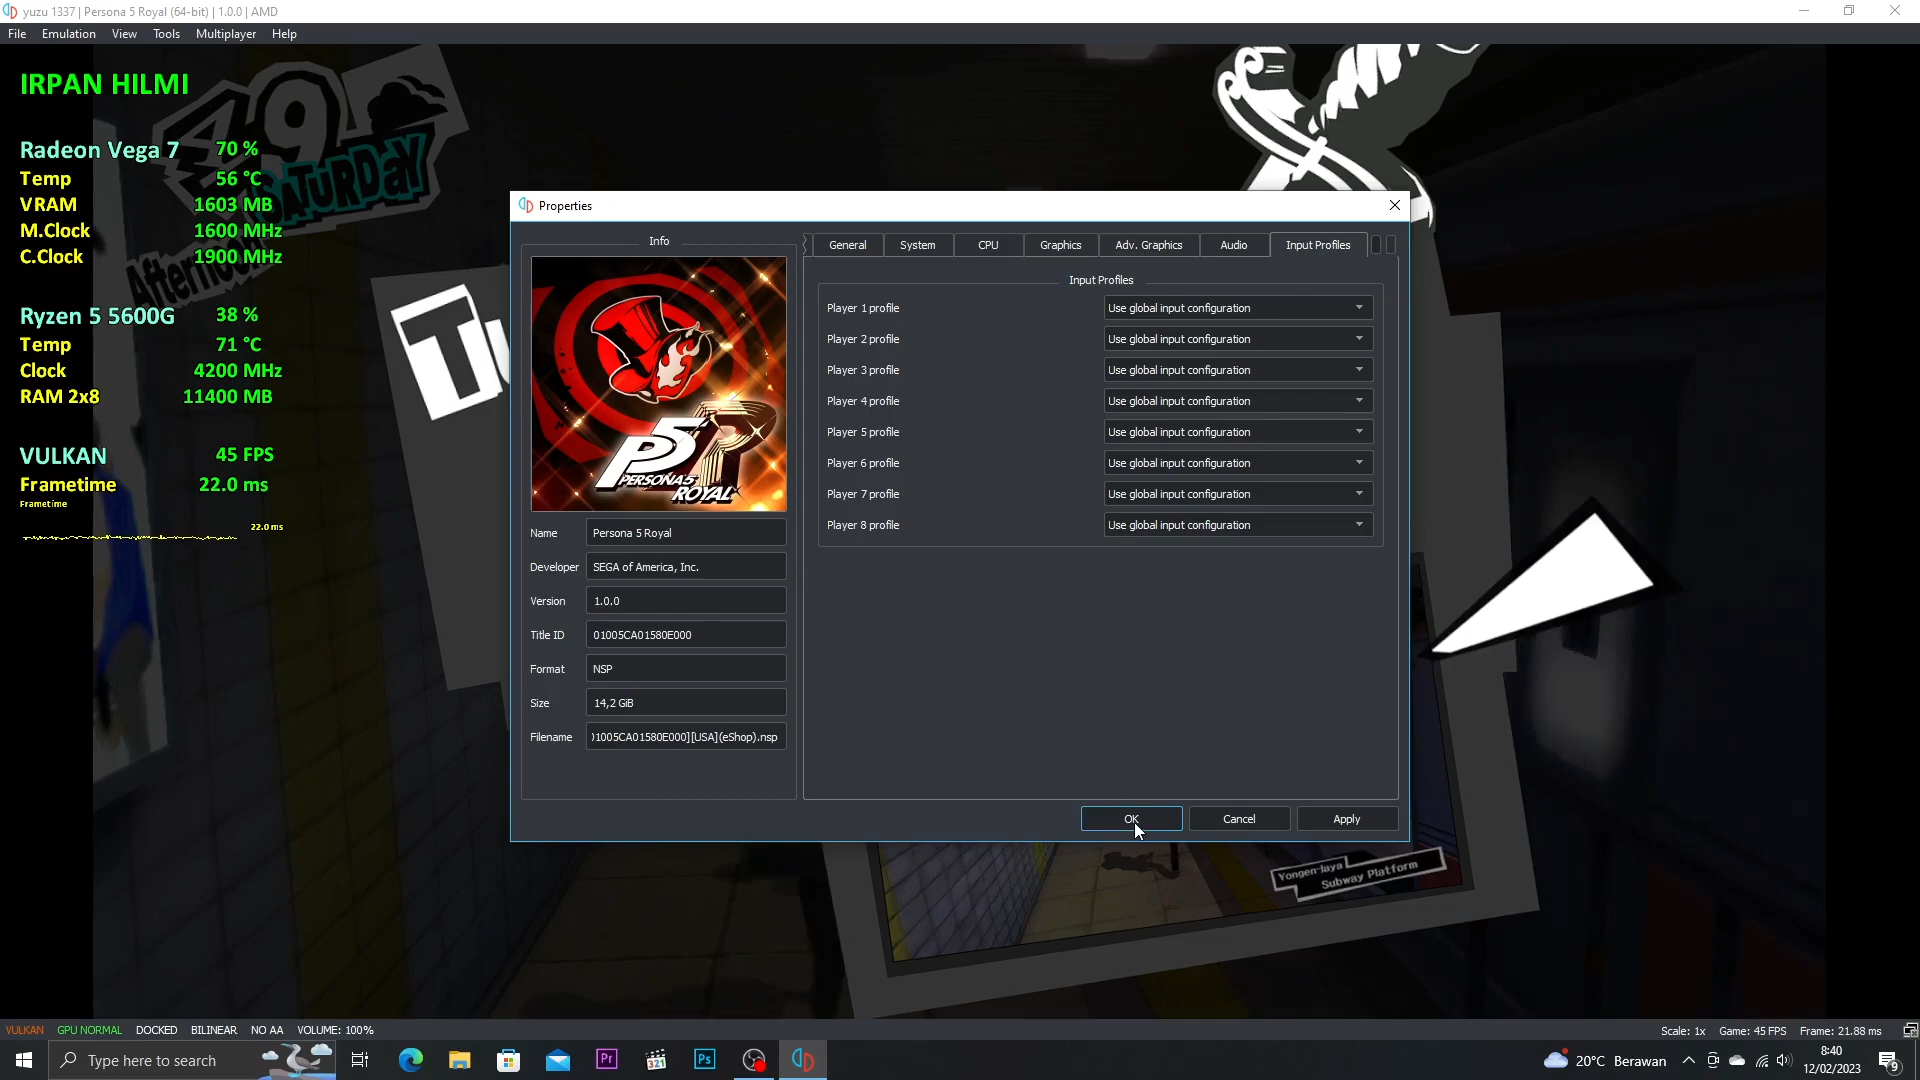 yuzu 1337 | Persona 5 Royal (64-bit) | 1.0.0 | AMD
File Emulation View Tools Multiplayer Help
IRPAN HILMI
Radeon Vega 7 70 %
Temp 56 °C
VRAM 1603 MB
M.Clock 1600 MHz
C.Clock 1900 MHz
Ryzen 5 5600G 38 %
Temp 71 °C
Clock 4200 MHz
RAM 2x8 11400 MB
VULKAN 45 FPS
Frametime 22.0 ms
Frametime
22.0 ms
SATURDAY
Afternoon
Properties
Info
PERSONA5
ROYAL
Name Persona 5 Royal
Developer SEGA of America, Inc.
Version 1.0.0
Title ID 01005CA01580E000
Format NSP
Size 14,2 GiB
Filename )1005CA01580E000][USA](eShop).nsp
General System CPU Graphics Adv. Graphics Audio Input Profiles
Input Profiles
Player 1 profile Use global input configuration
Player 2 profile Use global input configuration
Player 3 profile Use global input configuration
Player 4 profile Use global input configuration
Player 5 profile Use global input configuration
Player 6 profile Use global input configuration
Player 7 profile Use global input configuration
Player 8 profile Use global input configuration
OK Cancel Apply
Yongen-Jaya
Subway Platform
VULKAN GPU NORMAL DOCKED BILINEAR NO AA VOLUME: 100%
Scale: 1x Game: 45 FPS Frame: 21.88 ms
Type here to search
Pr
321
Ps
20°C Berawan
8:40
12/02/2023
9